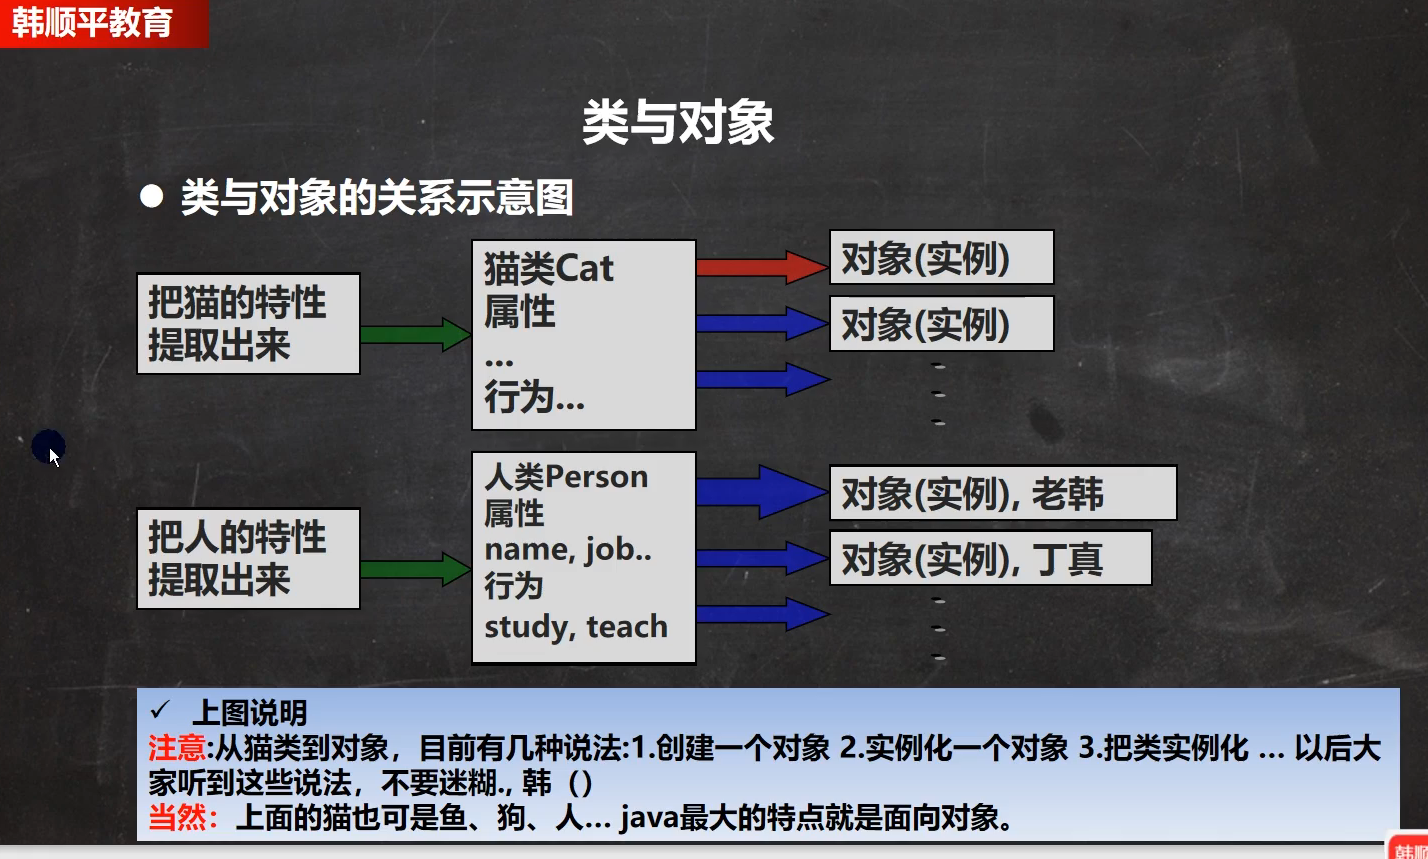 韩顺平教育
类与对象
● 类与对象的关系示意图
把猫的特性
提取出来
猫类Cat
属性
...
行为...
对象(实例)
对象(实例)
把人的特性
提取出来
人类Person
属性
name, job..
行为
study, teach
对象(实例), 老韩
对象(实例), 丁真
✓ 上图说明
注意:从猫类到对象，目前有几种说法:1.创建一个对象 2.实例化一个对象 3.把类实例化 ... 以后大
家听到这些说法，不要迷糊., 韩（）
当然：上面的猫也可是鱼、狗、人... java最大的特点就是面向对象。